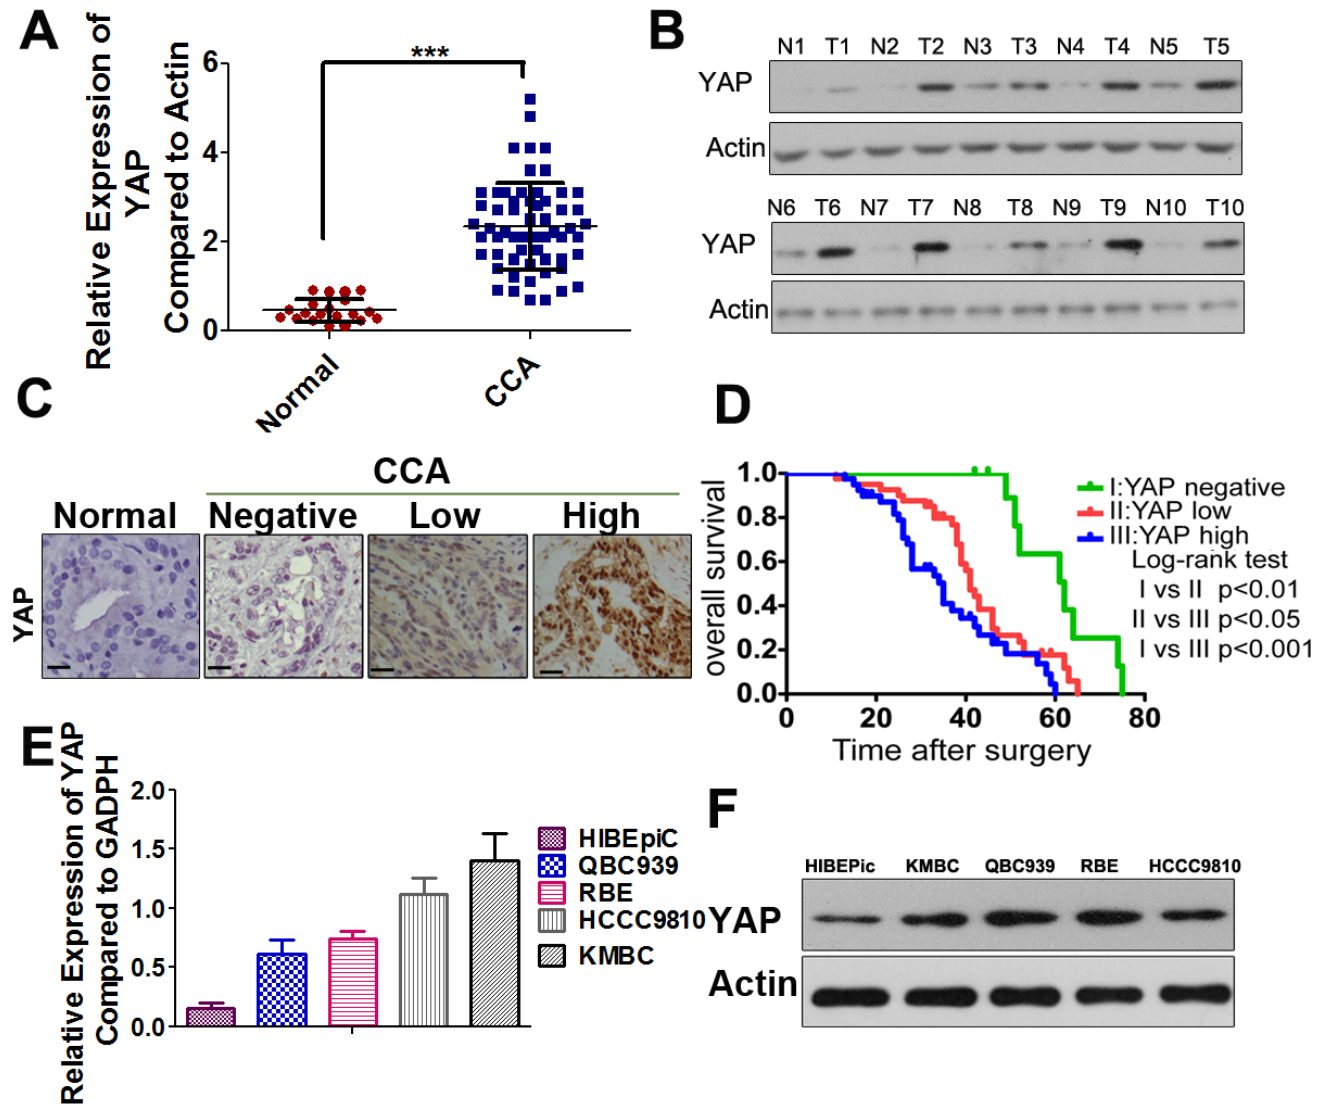 A
Relative Expression of
YAP
Compared to Actin
6
4
2
0
***
Normal
CCA
B
N1 T1 N2 T2 N3 T3 N4 T4 N5 T5
YAP
Actin
N6 T6 N7 T7 N8 T8 N9 T9 N10 T10
YAP
Actin
C
CCA
Normal Negative Low High
YAP
D
overall survival
1.0
0.8
0.6
0.4
0.2
0.0
0 20 40 60 80
Time after surgery
I:YAP negative
II:YAP low
III:YAP high
Log-rank test
I vs II p<0.01
II vs III p<0.05
I vs III p<0.001
E
Relative Expression of YAP
Compared to GADPH
2.0
1.5
1.0
0.5
0.0
HIBEpiC
QBC939
RBE
HCCC9810
KMBC
F
HIBEPic KMBC QBC939 RBE HCCC9810
YAP
Actin